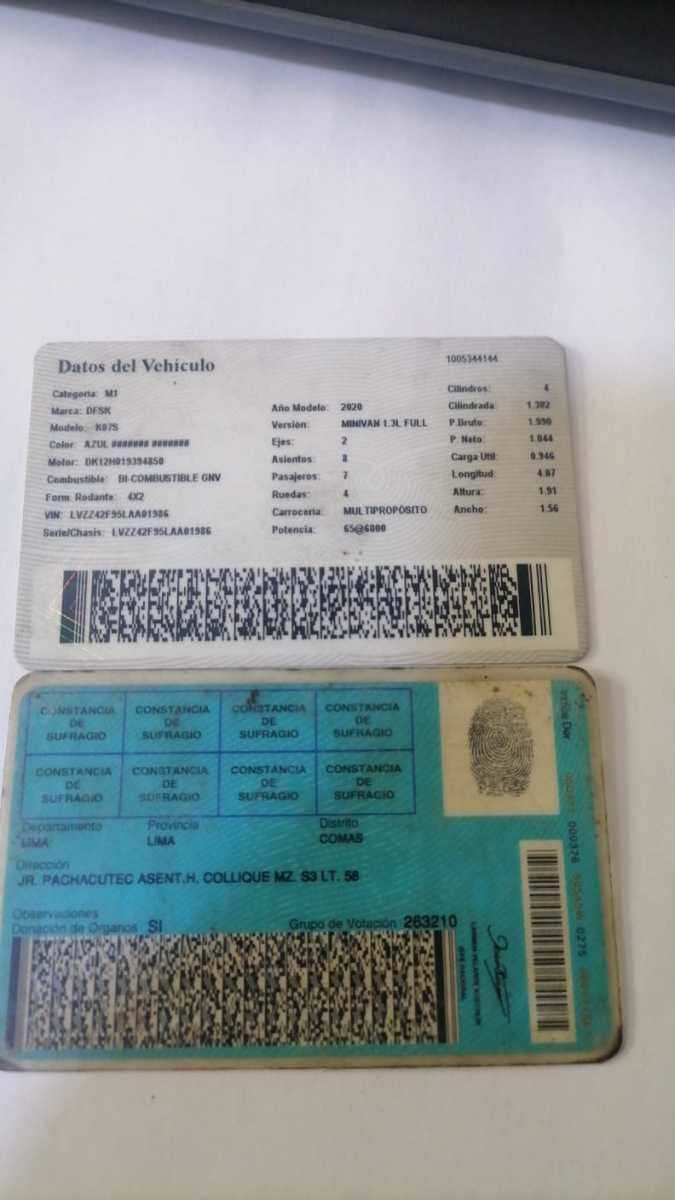 Datos del Vehículo
1005344144
Categoria: M1
Marca: DFSK
Modelo: K07S
Color: AZUL ####### #######
Motor: DK12H019394850
Combustible: BI-COMBUSTIBLE GNV
Form. Rodante: 4X2
VIN: LVZZ42F95LAA01986
Serie/Chasis: LVZZ42F95LAA01986
Año Modelo: 2020
Versión: MINIVAN 1.3L FULL
Ejes: 2
Asientos: 8
Pasajeros: 7
Ruedas: 4
Carrocería: MULTIPROPÓSITO
Potencia: 65@6000
Cilindros: 4
Cilindrada: 1.302
P.Bruto: 1.990
P. Neto: 1.044
Carga Util: 0.946
Longitud: 4.07
Altura: 1.91
Ancho: 1.56
CONSTANCIA DE SUFRAGIO
CONSTANCIA DE SUFRAGIO
CONSTANCIA DE SUFRAGIO
CONSTANCIA DE SUFRAGIO
CONSTANCIA DE SUFRAGIO
CONSTANCIA DE SUFRAGIO
CONSTANCIA DE SUFRAGIO
CONSTANCIA DE SUFRAGIO
Departamento Provincia Distrito
LIMA LIMA COMAS
Dirección
JR. PACHACUTEC ASENT.H. COLLIQUE MZ. S3 LT. 58
Observaciones
Donación de Organos SI Grupo de Votación 263210